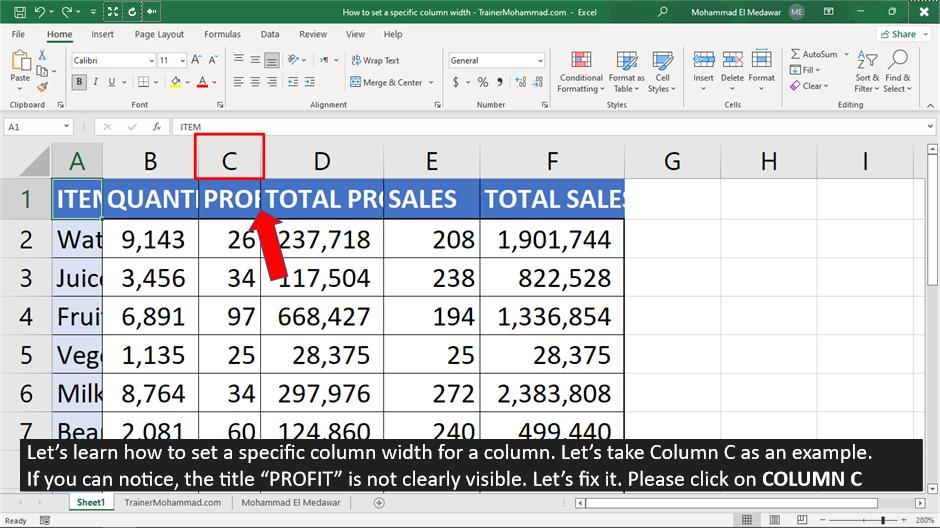 How to set a specific column width - TrainerMohammad.com - Excel
Mohammad El Medawar ME
File Home Insert Page Layout Formulas Data Review View Help Share
Paste
Calibri 11 A^ A˅
B I U A
Wrap Text
Merge & Center
General
$ % 9
Conditional Formatting
Format as Table
Cell Styles
Insert Delete Format
AutoSum
Fill
Clear
Sort & Filter
Find & Select
Clipboard Font Alignment Number Styles Cells Editing
A1 fx ITEM
A B C D E F G H I
1 ITEM QUANTI PROF TOTAL PRO SALES TOTAL SALES
2 Wat 9,143 26 237,718 208 1,901,744
3 Juice 3,456 34 117,504 238 822,528
4 Frui 6,891 97 668,427 194 1,336,854
5 Vege 1,135 25 28,375 25 28,375
6 Milk 8,764 34 297,976 272 2,383,808
7 Bea 2,081 60 124,860 240 499,440
Let's learn how to set a specific column width for a column. Let's take Column C as an example.
If you can notice, the title “PROFIT” is not clearly visible. Let's fix it. Please click on COLUMN C
Sheet1 TrainerMohammad.com Mohammad El Medawar
Ready 280%